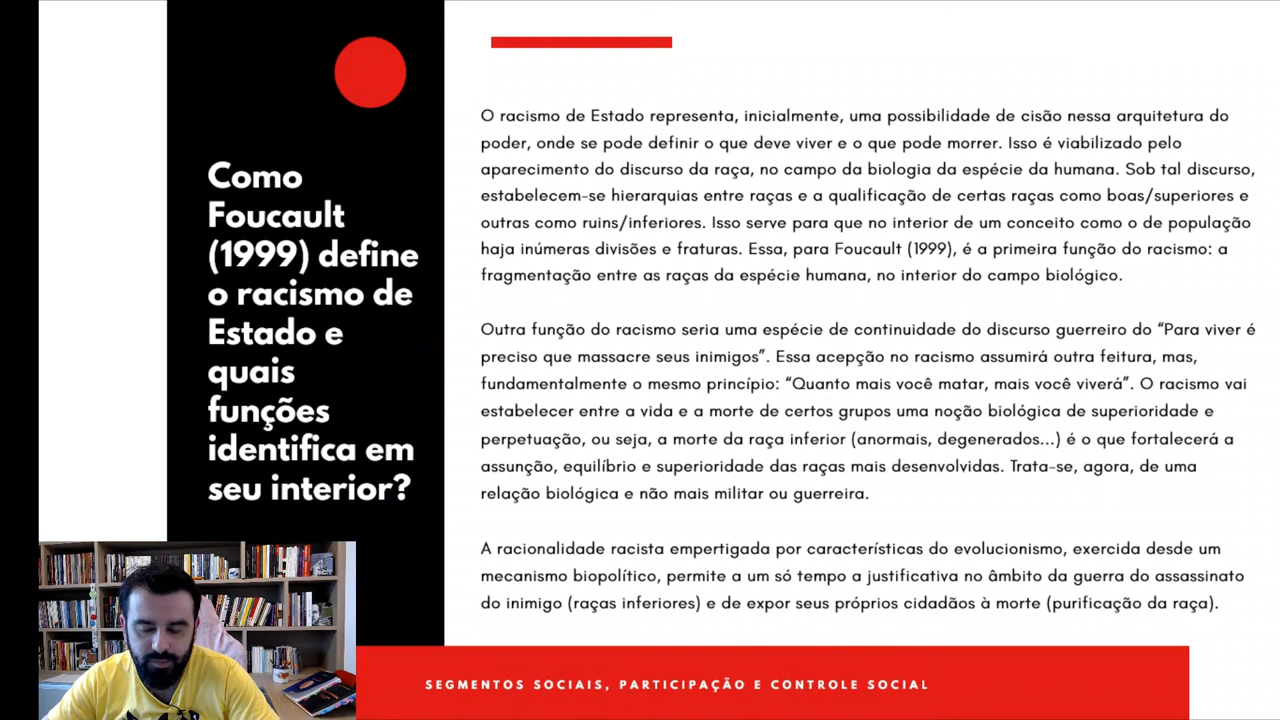 Como
Foucault
(1999) define
o racismo de
Estado e
quais
funções
identifica em
seu interior?
O racismo de Estado representa, inicialmente, uma possibilidade de cisão nessa arquitetura do
poder, onde se pode definir o que deve viver e o que pode morrer. Isso é viabilizado pelo
aparecimento do discurso da raça, no campo da biologia da espécie da humana. Sob tal discurso,
estabelecem-se hierarquias entre raças e a qualificação de certas raças como boas/superiores e
outras como ruins/inferiores. Isso serve para que no interior de um conceito como o de população
haja inúmeras divisões e fraturas. Essa, para Foucault (1999), é a primeira função do racismo: a
fragmentação entre as raças da espécie humana, no interior do campo biológico.
Outra função do racismo seria uma espécie de continuidade do discurso guerreiro do “Para viver é
preciso que massacre seus inimigos”. Essa acepção no racismo assumirá outra feitura, mas,
fundamentalmente o mesmo princípio: “Quanto mais você matar, mais você viverá”. O racismo vai
estabelecer entre a vida e a morte de certos grupos uma noção biológica de superioridade e
perpetuação, ou seja, a morte da raça inferior (anormais, degenerados...) é o que fortalecerá a
assunção, equilíbrio e superioridade das raças mais desenvolvidas. Trata-se, agora, de uma
relação biológica e não mais militar ou guerreira.
A racionalidade racista empertigada por características do evolucionismo, exercida desde um
mecanismo biopolítico, permite a um só tempo a justificativa no âmbito da guerra do assassinato
do inimigo (raças inferiores) e de expor seus próprios cidadãos à morte (purificação da raça).
SEGMENTOS SOCIAIS, PARTICIPAÇÃO E CONTROLE SOCIAL